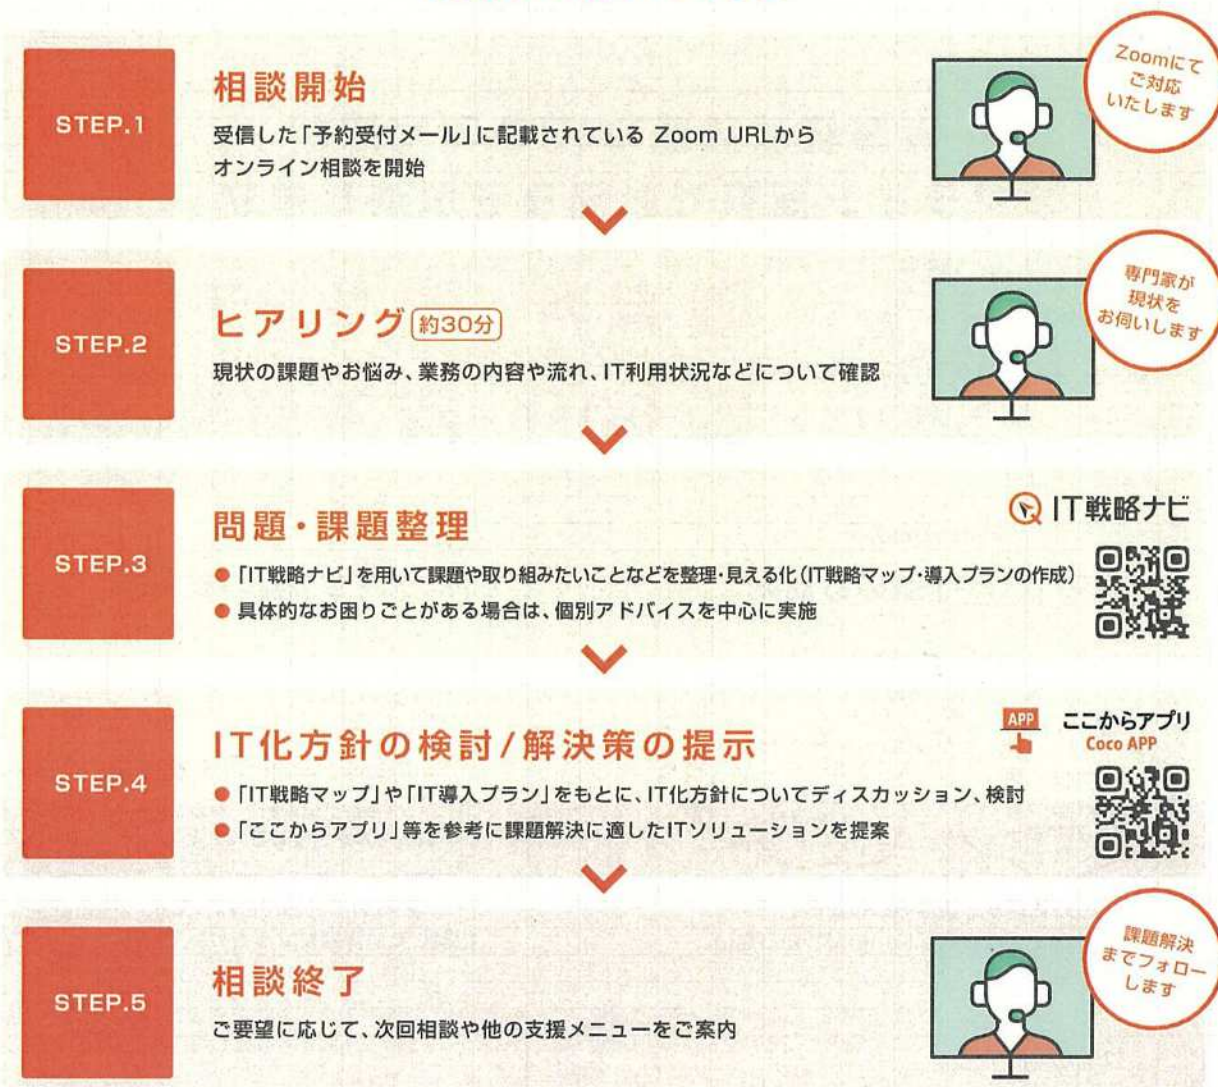 STEP.1
相談開始
受信した「予約受付メール」に記載されている Zoom URLから
オンライン相談を開始
Zoomにて
ご対応
いたします
STEP.2
ヒアリング 約30分
現状の課題やお悩み、業務の内容や流れ、IT利用状況などについて確認
専門家が
現状を
お伺いします
STEP.3
問題・課題整理
●「IT戦略ナビ」を用いて課題や取り組みたいことなどを整理・見える化(IT戦略マップ・導入プランの作成)
● 具体的なお困りごとがある場合は、個別アドバイスを中心に実施
IT戦略ナビ
STEP.4
IT化方針の検討/解決策の提示
●「IT戦略マップ」や「IT導入プラン」をもとに、IT化方針についてディスカッション、検討
●「ここからアプリ」等を参考に課題解決に適したITソリューションを提案
APP
ここからアプリ
Coco APP
STEP.5
相談終了
ご要望に応じて、次回相談や他の支援メニューをご案内
課題解決
までフォロー
します